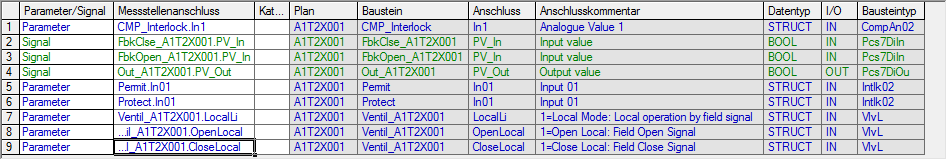 Parameter/Signal Messstellenanschluss Kat... Plan Baustein Anschluss Anschlusskommentar Datentyp I/O Bausteintyp
1 Parameter CMP_Interlock.In1 A1T2X001 CMP_Interlock In1 Analogue Value 1 STRUCT IN CompAn02
2 Signal FbkClse_A1T2X001.PV_In A1T2X001 FbkClse_A1T2X001 PV_In Input value BOOL IN Pcs7DiIn
3 Signal FbkOpen_A1T2X001.PV_In A1T2X001 FbkOpen_A1T2X001 PV_In Input value BOOL IN Pcs7DiIn
4 Signal Out_A1T2X001.PV_Out A1T2X001 Out_A1T2X001 PV_Out Output value BOOL OUT Pcs7DiOu
5 Parameter Permit.In01 A1T2X001 Permit In01 Input 01 STRUCT IN Intlk02
6 Parameter Protect.In01 A1T2X001 Protect In01 Input 01 STRUCT IN Intlk02
7 Parameter Ventil_A1T2X001.LocalLi A1T2X001 Ventil_A1T2X001 LocalLi 1=Local Mode: Local operation by field signal STRUCT IN VlvL
8 Parameter ...il_A1T2X001.OpenLocal A1T2X001 Ventil_A1T2X001 OpenLocal 1=Open Local: Field Open Signal STRUCT IN VlvL
9 Parameter ...l_A1T2X001.CloseLocal A1T2X001 Ventil_A1T2X001 CloseLocal 1=Close Local: Field Close Signal STRUCT IN VlvL